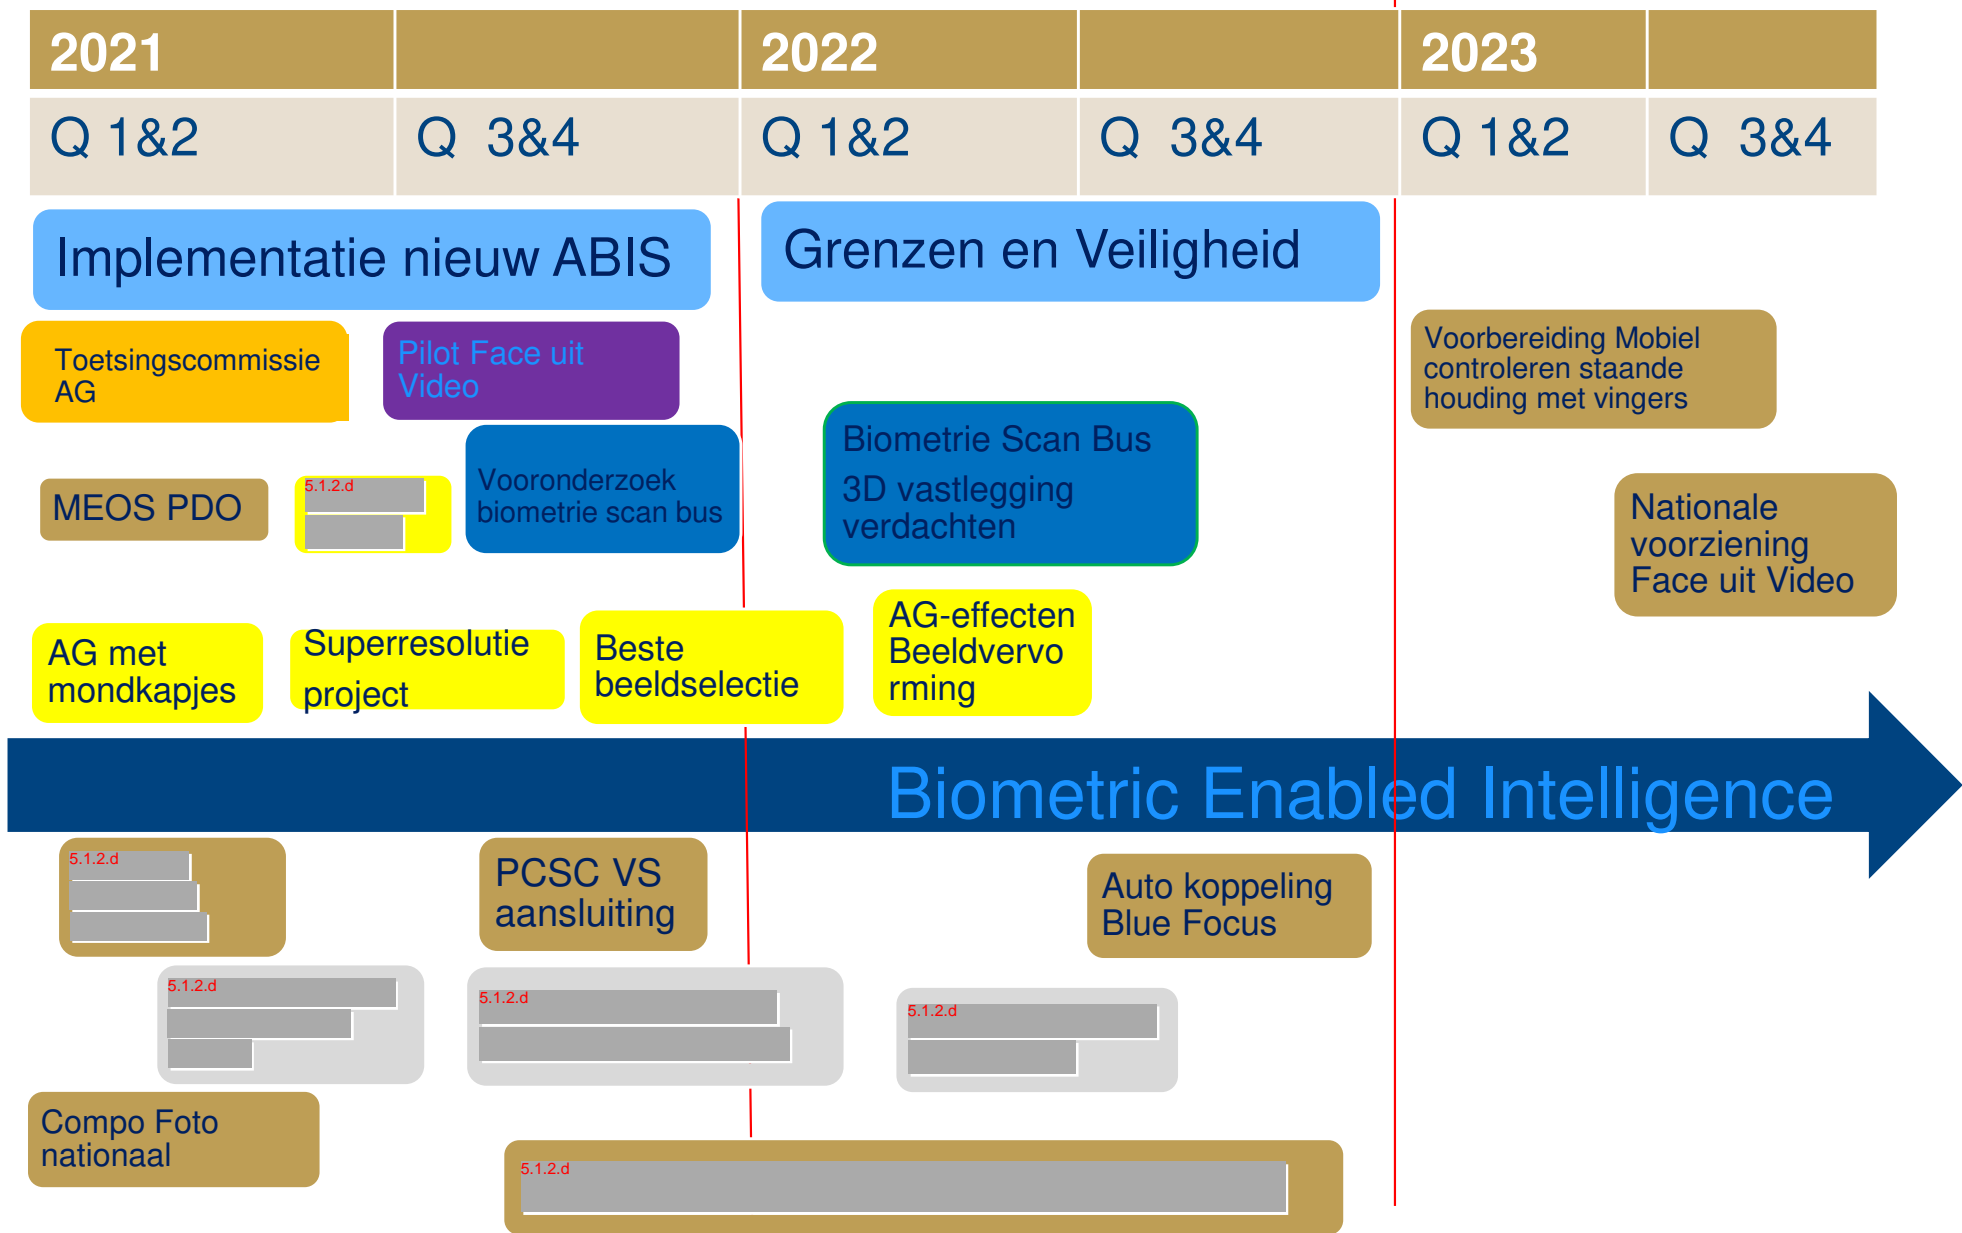 2021
2022
2023
Q 1&2
Q 3&4
Q 1&2
Q 3&4
Q 1&2
Q 3&4
Implementatie nieuw ABIS
Grenzen en Veiligheid
Toetsingscommissie
AG
Pilot Face uit
Video
Voorbereiding Mobiel
controleren staande
houding met vingers
MEOS PDO
5.1.2.d
Vooronderzoek
biometrie scan bus
Biometrie Scan Bus
3D vastlegging
verdachten
Nationale
voorziening
Face uit Video
AG met
mondkapjes
Superresolutie
project
Beste
beeldselectie
AG-effecten
Beeldvervo
rming
Biometric Enabled Intelligence
5.1.2.d
PCSC VS
aansluiting
Auto koppeling
Blue Focus
5.1.2.d
5.1.2.d
5.1.2.d
Compo Foto
nationaal
5.1.2.d